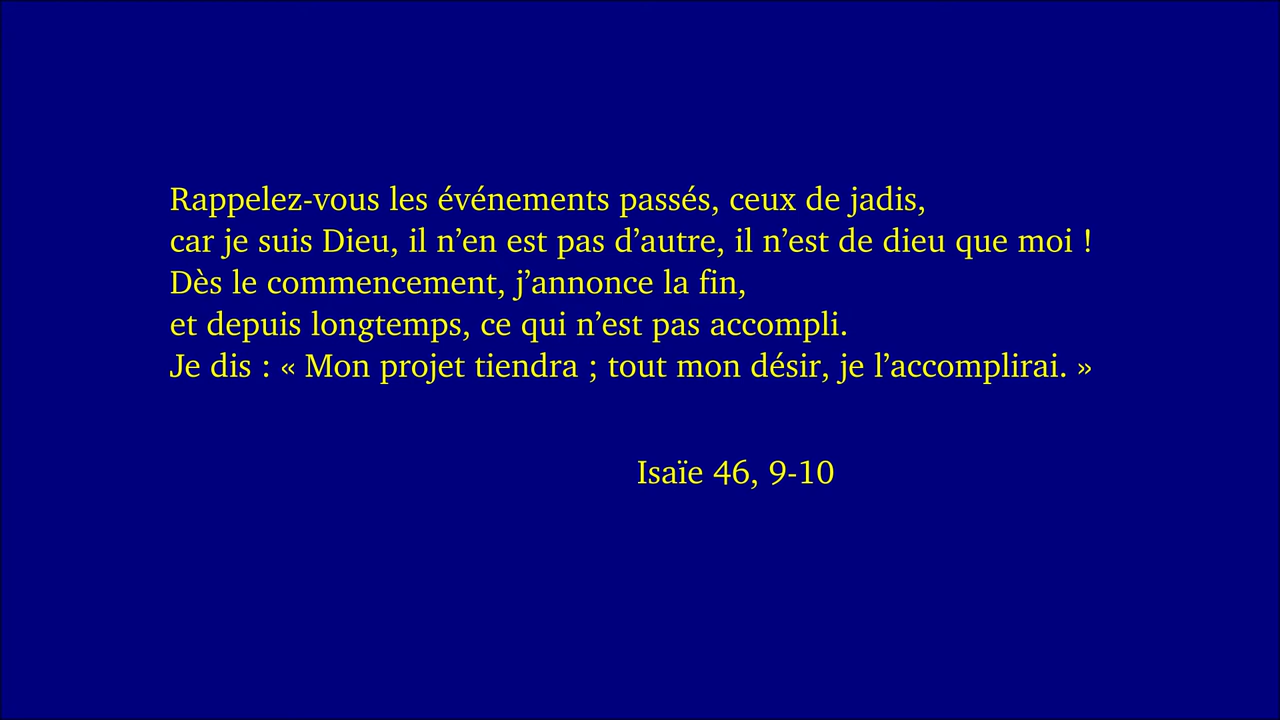 Rappelez-vous les événements passés, ceux de jadis,
car je suis Dieu, il n’en est pas d’autre, il n’est de dieu que moi !
Dès le commencement, j’annonce la fin,
et depuis longtemps, ce qui n’est pas accompli.
Je dis : « Mon projet tiendra ; tout mon désir, je l’accomplirai. »
Isaïe 46, 9-10